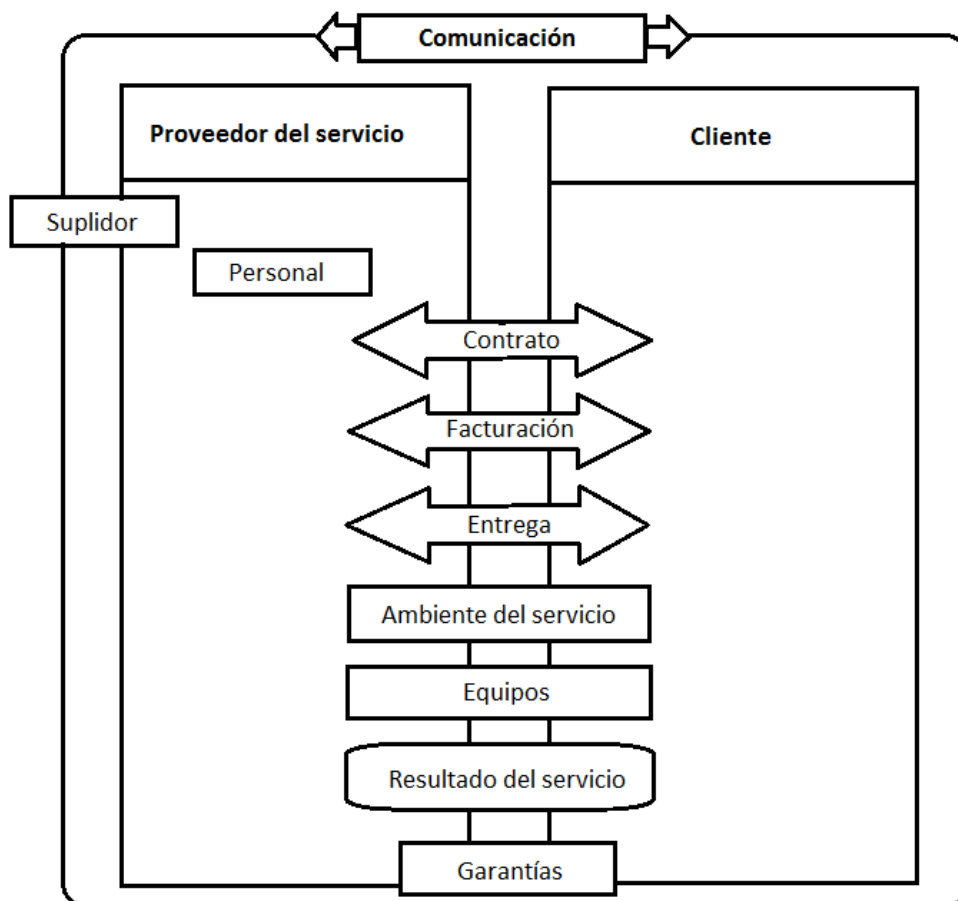 Comunicación
Proveedor del servicio
Cliente
Suplidor
Personal
Contrato
Facturación
Entrega
Ambiente del servicio
Equipos
Resultado del servicio
Garantías